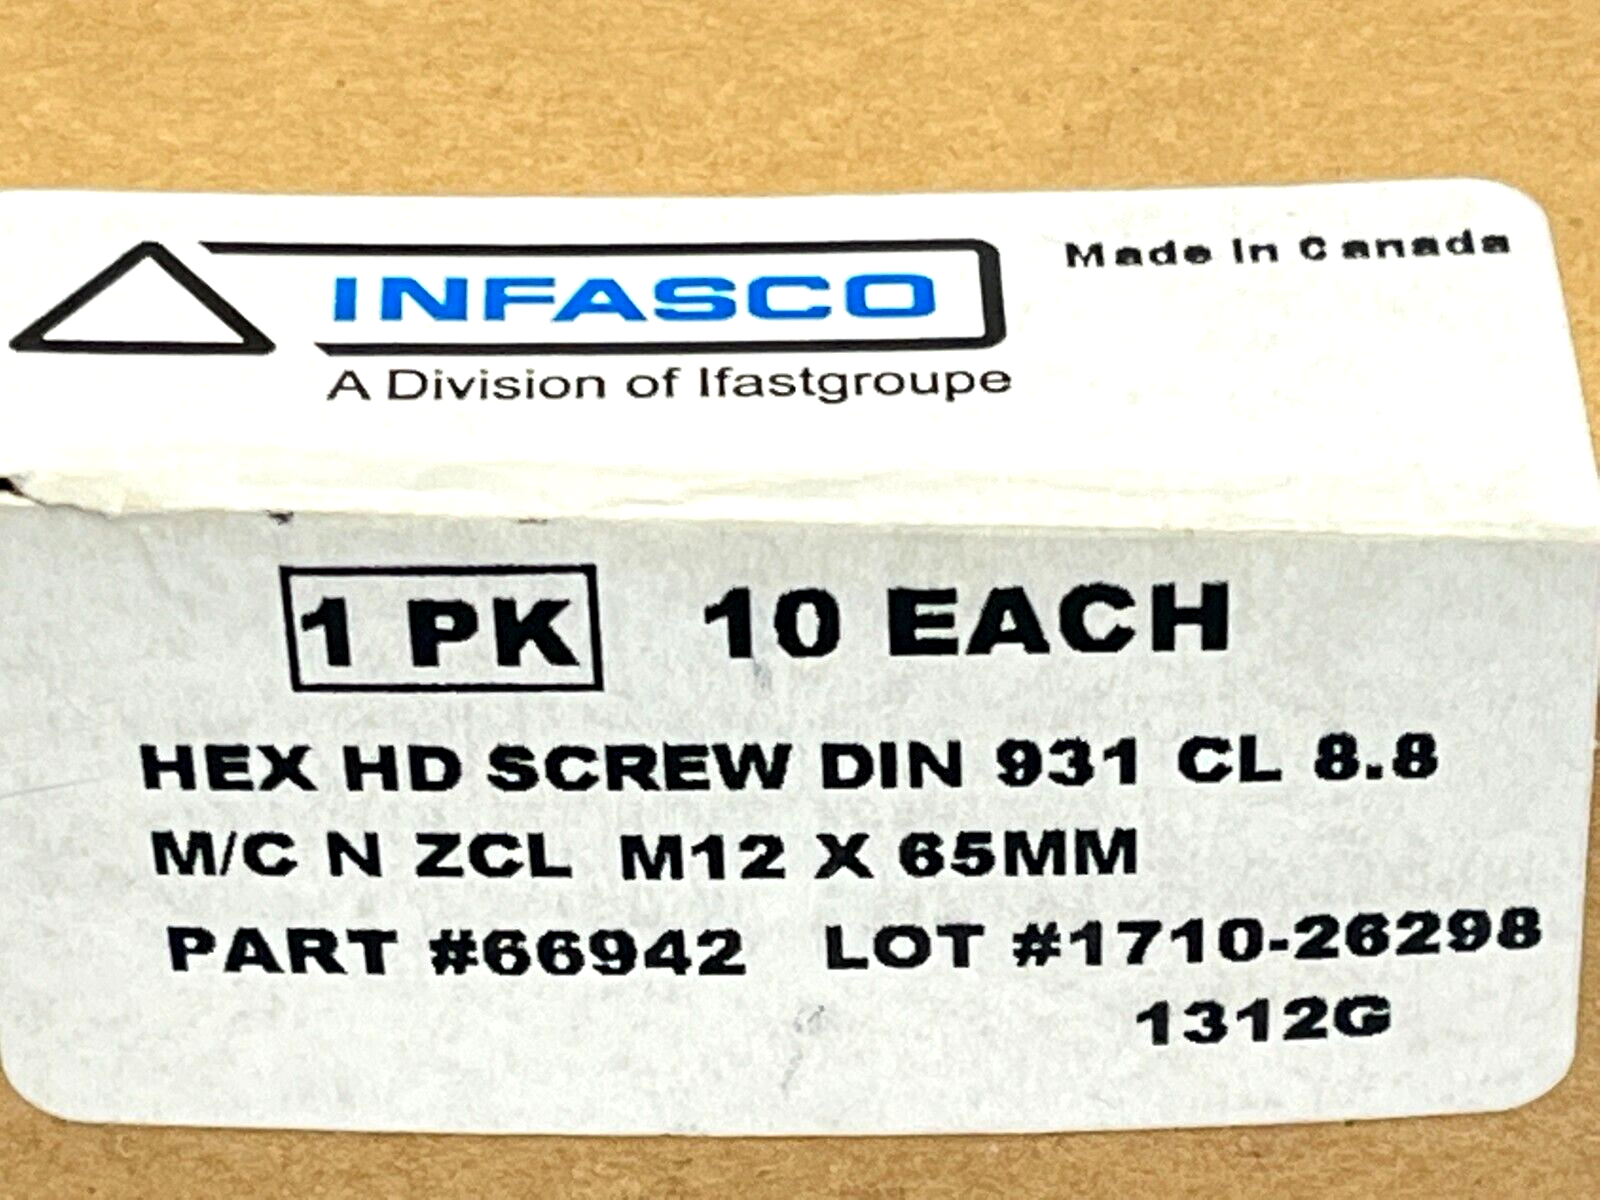 INFASCO
Made In Canada
A Division of Ifastgroupe
1 PK 10 EACH
HEX HD SCREW DIN 931 CL 8.8
M/C N ZCL M12 X 65MM
PART #66942 LOT #1710-26298
1312G